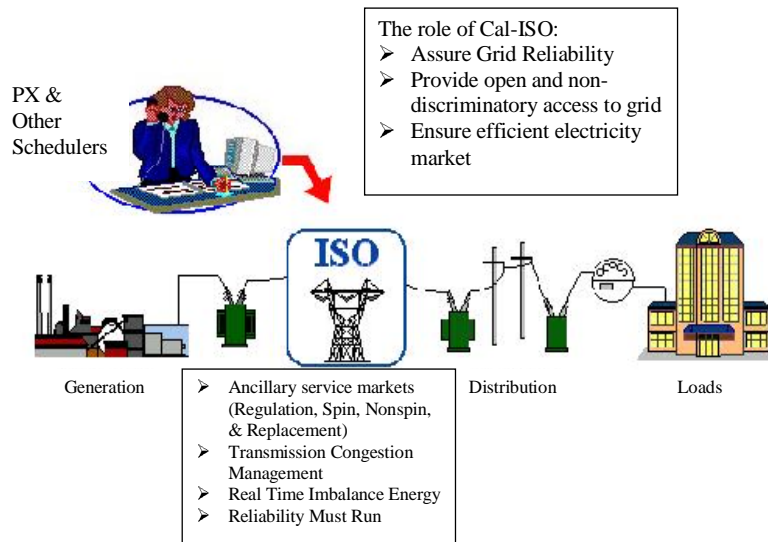 The role of Cal-ISO:
➢ Assure Grid Reliability
➢ Provide open and non-
discriminatory access to grid
➢ Ensure efficient electricity
market
PX &
Other
Schedulers
ISO
Generation
➢ Ancillary service markets
(Regulation, Spin, Nonspin,
& Replacement)
➢ Transmission Congestion
Management
➢ Real Time Imbalance Energy
➢ Reliability Must Run
Distribution
Loads